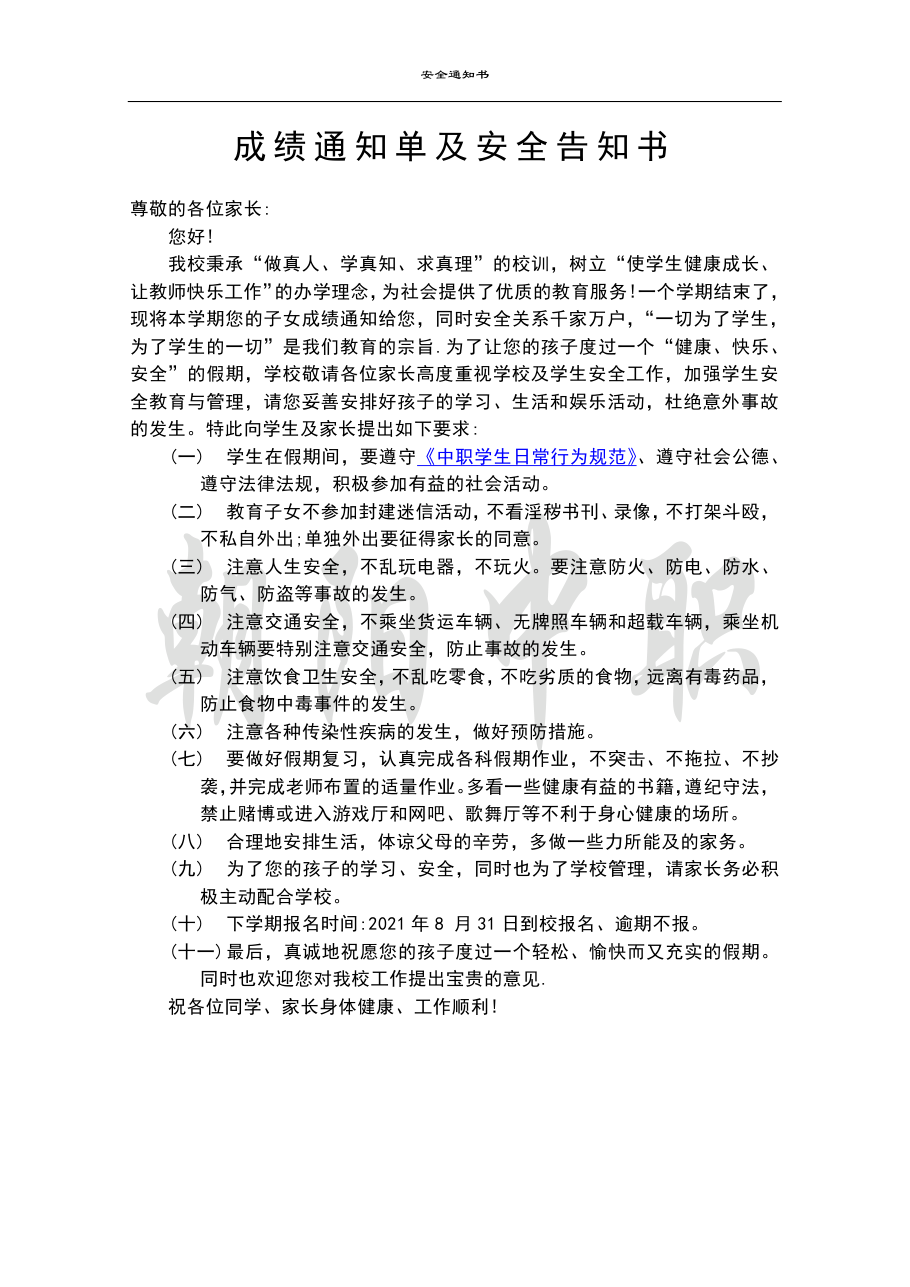 安全通知书
成绩通知单及安全告知书
尊敬的各位家长:
您好!
我校秉承“做真人、学真知、求真理”的校训，树立“使学生健康成长、
让教师快乐工作”的办学理念，为社会提供了优质的教育服务!一个学期结束了，
现将本学期您的子女成绩通知给您，同时安全关系千家万户，“一切为了学生，
为了学生的一切”是我们教育的宗旨.为了让您的孩子度过一个“健康、快乐、
安全”的假期，学校敬请各位家长高度重视学校及学生安全工作，加强学生安
全教育与管理，请您妥善安排好孩子的学习、生活和娱乐活动，杜绝意外事故
的发生。特此向学生及家长提出如下要求:
(一) 学生在假期间，要遵守《中职学生日常行为规范》、遵守社会公德、
遵守法律法规，积极参加有益的社会活动。
(二) 教育子女不参加封建迷信活动，不看淫秽书刊、录像，不打架斗殴，
不私自外出;单独外出要征得家长的同意。
(三) 注意人生安全，不乱玩电器，不玩火。要注意防火、防电、防水、
防气、防盗等事故的发生。
(四) 注意交通安全，不乘坐货运车辆、无牌照车辆和超载车辆，乘坐机
动车辆要特别注意交通安全，防止事故的发生。
(五) 注意饮食卫生安全，不乱吃零食，不吃劣质的食物，远离有毒药品，
防止食物中毒事件的发生。
(六) 注意各种传染性疾病的发生，做好预防措施。
(七) 要做好假期复习，认真完成各科假期作业，不突击、不拖拉、不抄
袭，并完成老师布置的适量作业。多看一些健康有益的书籍，遵纪守法，
禁止赌博或进入游戏厅和网吧、歌舞厅等不利于身心健康的场所。
(八) 合理地安排生活，体谅父母的辛劳，多做一些力所能及的家务。
(九) 为了您的孩子的学习、安全，同时也为了学校管理，请家长务必积
极主动配合学校。
(十) 下学期报名时间:2021年8 月31日到校报名、逾期不报。
(十一)最后，真诚地祝愿您的孩子度过一个轻松、愉快而又充实的假期。
同时也欢迎您对我校工作提出宝贵的意见.
祝各位同学、家长身体健康、工作顺利!
朝阳中职